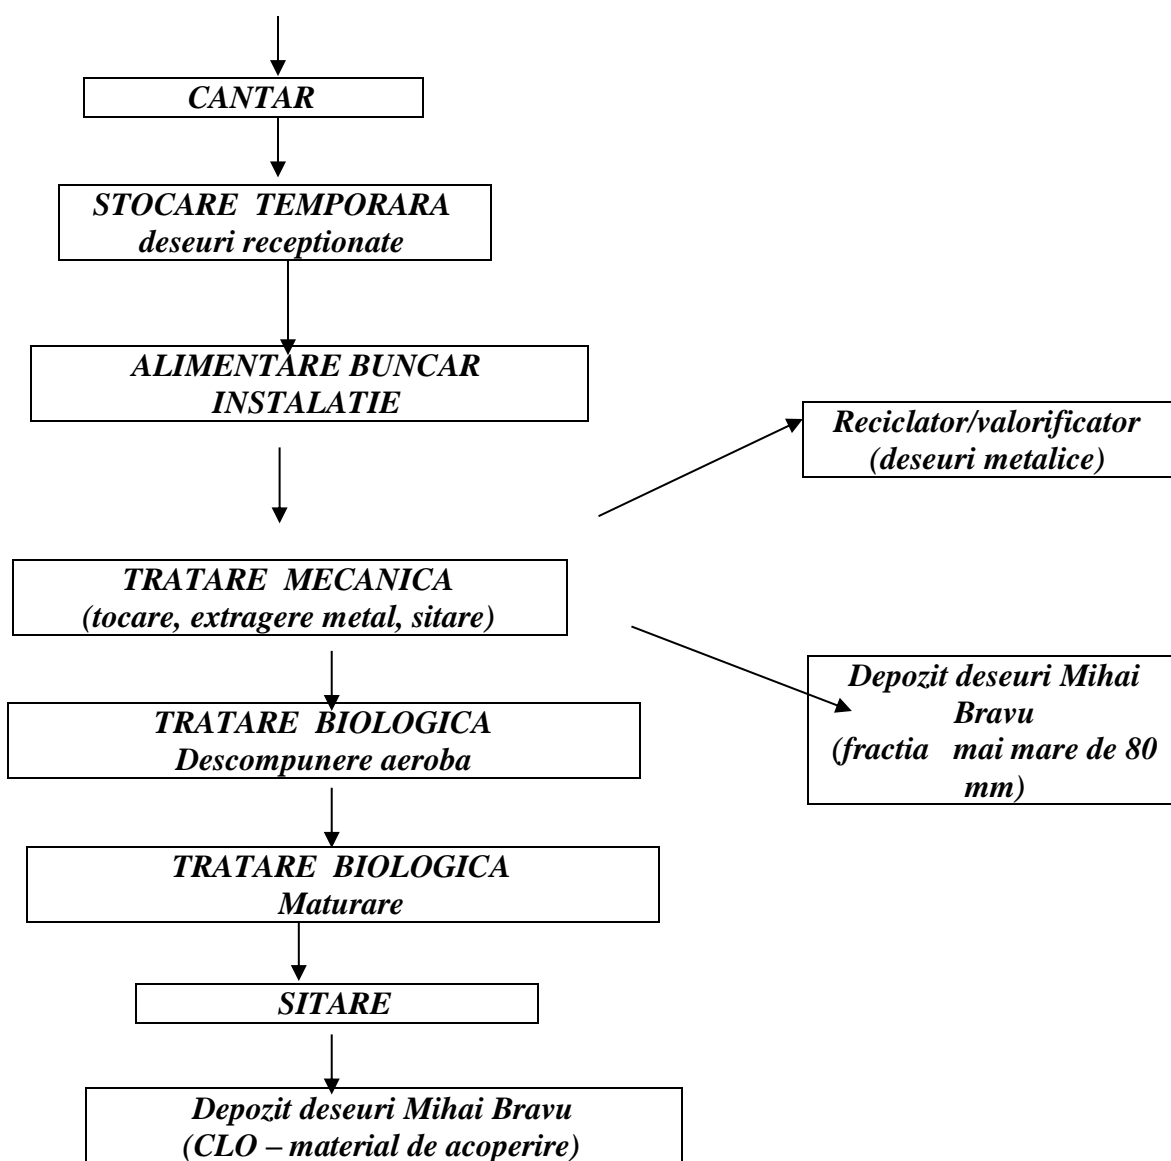 CANTAR
STOCARE TEMPORARA
deseuri receptionate
ALIMENTARE BUNCAR
INSTALATIE
Reciclator/valorificator
(deseuri metalice)
TRATARE MECANICA
(tocare, extragere metal, sitare)
Depozit deseuri Mihai
Bravu
(fractia mai mare de 80
mm)
TRATARE BIOLOGICA
Descompunere aeroba
TRATARE BIOLOGICA
Maturare
SITARE
Depozit deseuri Mihai Bravu
(CLO – material de acoperire)